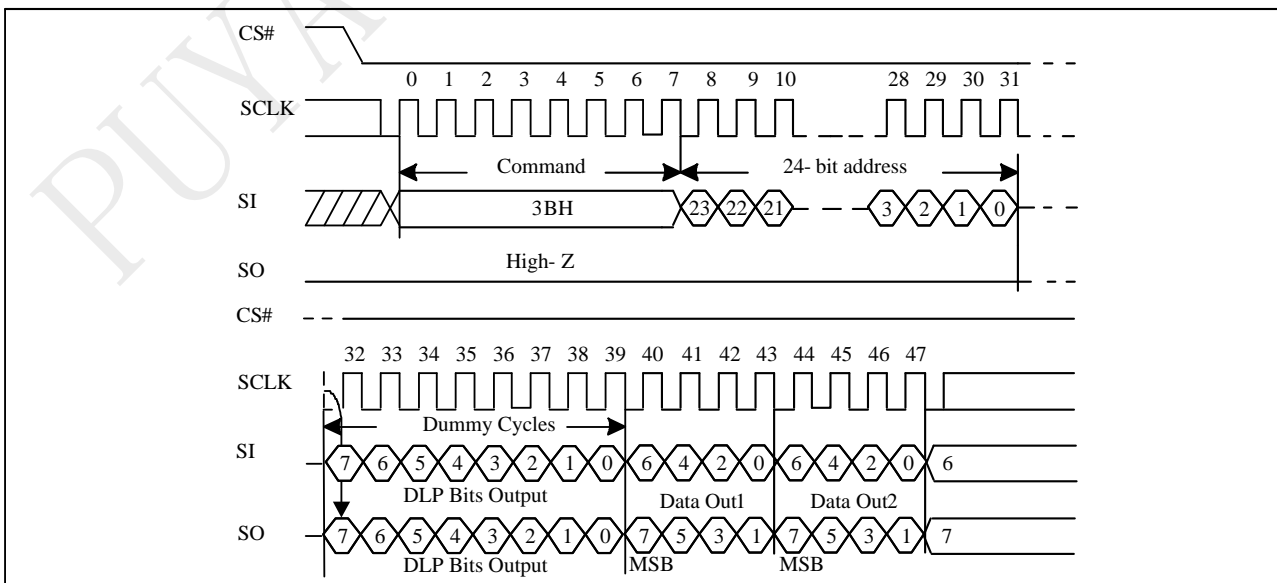 PUYA
CS#
0 1 2 3 4 5 6 7 8 9 10 28 29 30 31
SCLK
Command 24- bit address
SI
3BH 23 22 21 3 2 1 0
SO High- Z
CS#
32 33 34 35 36 37 38 39 40 41 42 43 44 45 46 47
SCLK
Dummy Cycles
SI
7 6 5 4 3 2 1 0 6 4 2 0 6 4 2 0 6
DLP Bits Output Data Out1 Data Out2
SO
7 6 5 4 3 2 1 0 7 5 3 1 7 5 3 1 7
DLP Bits Output MSB MSB